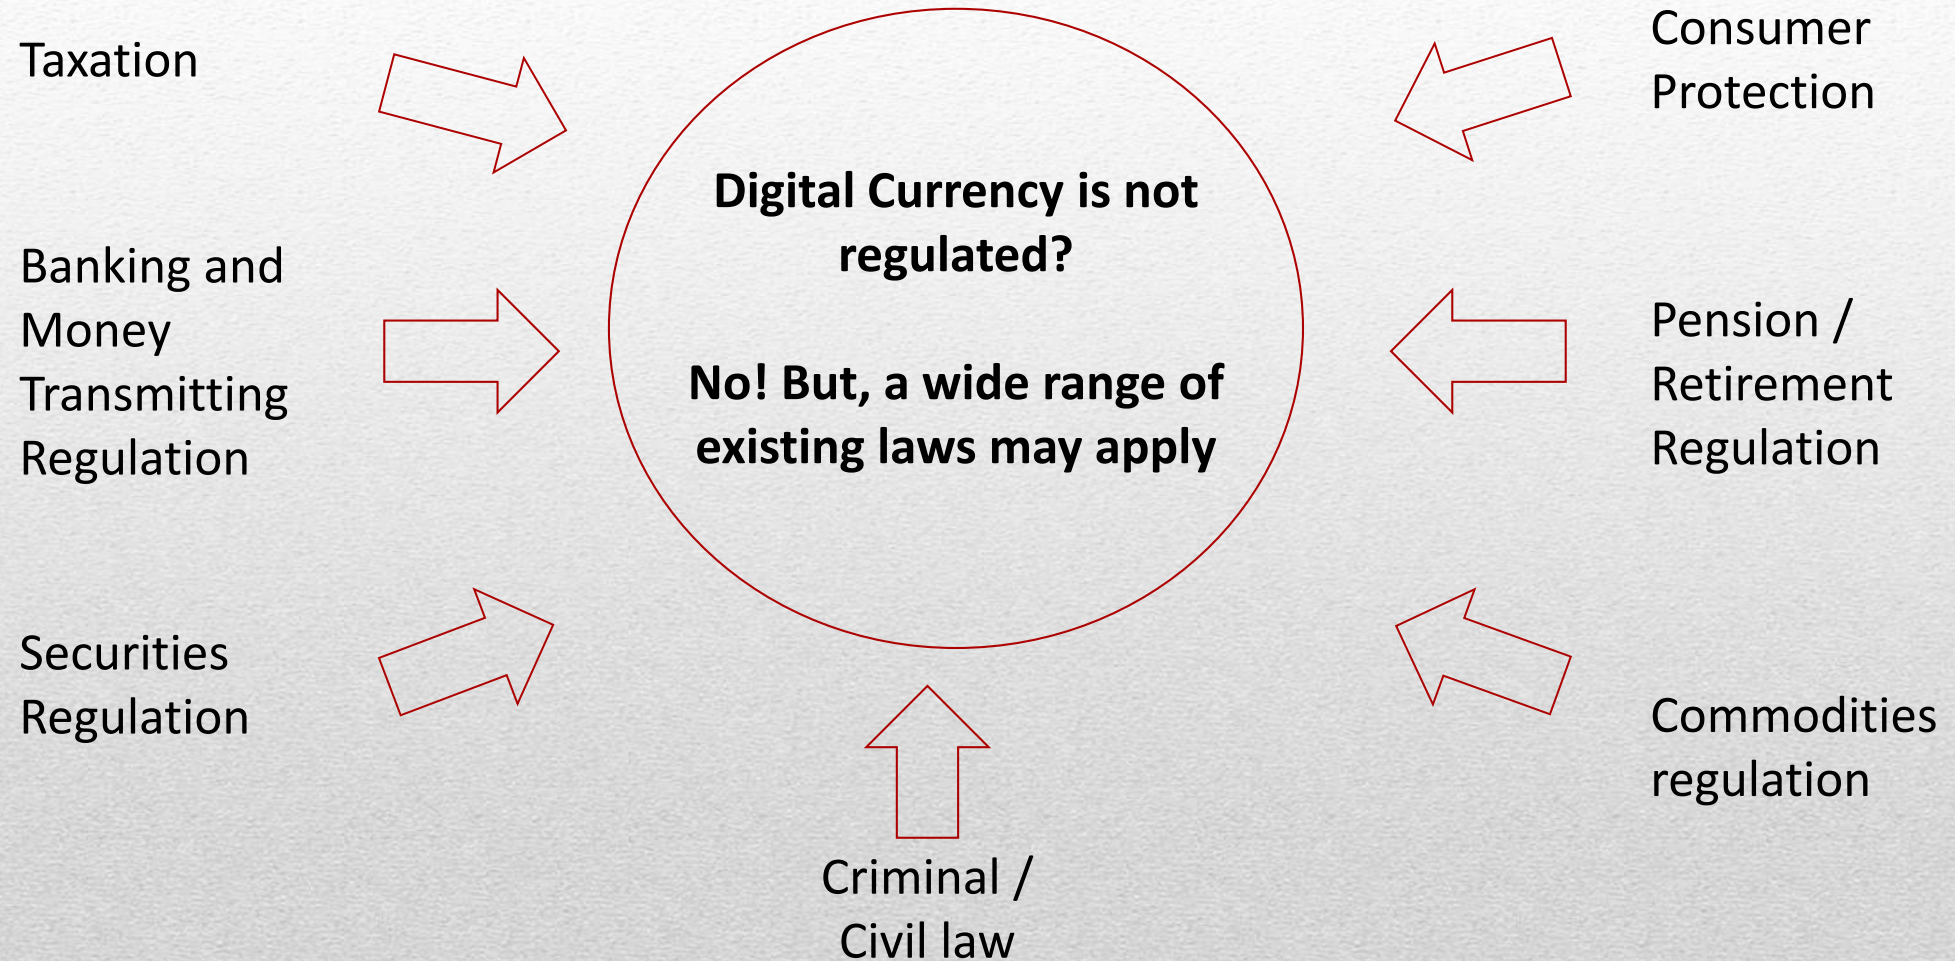 Taxation
Banking and
Money
Transmitting
Regulation
Securities
Regulation
Digital Currency is not
regulated?
No! But, a wide range of
existing laws may apply
Criminal /
Civil law
Consumer
Protection
Pension /
Retirement
Regulation
Commodities
regulation